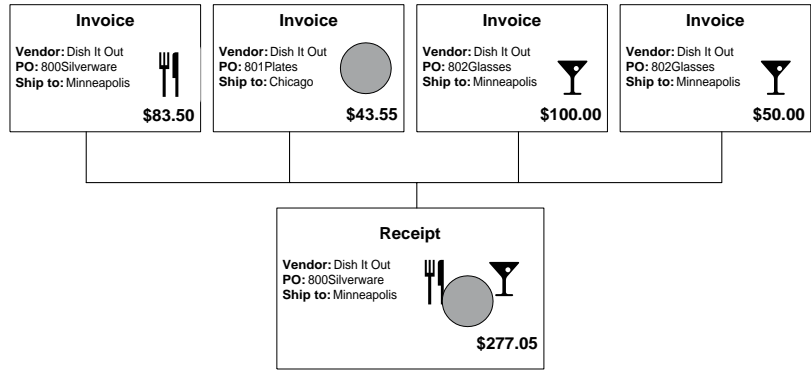 Invoice
Vendor: Dish It Out
PO: 800Silverware
Ship to: Minneapolis
$83.50
Invoice
Vendor: Dish It Out
PO: 801Plates
Ship to: Chicago
$43.55
Invoice
Vendor: Dish It Out
PO: 802Glasses
Ship to: Minneapolis
$100.00
Invoice
Vendor: Dish It Out
PO: 802Glasses
Ship to: Minneapolis
$50.00
Receipt
Vendor: Dish It Out
PO: 800Silverware
Ship to: Minneapolis
$277.05